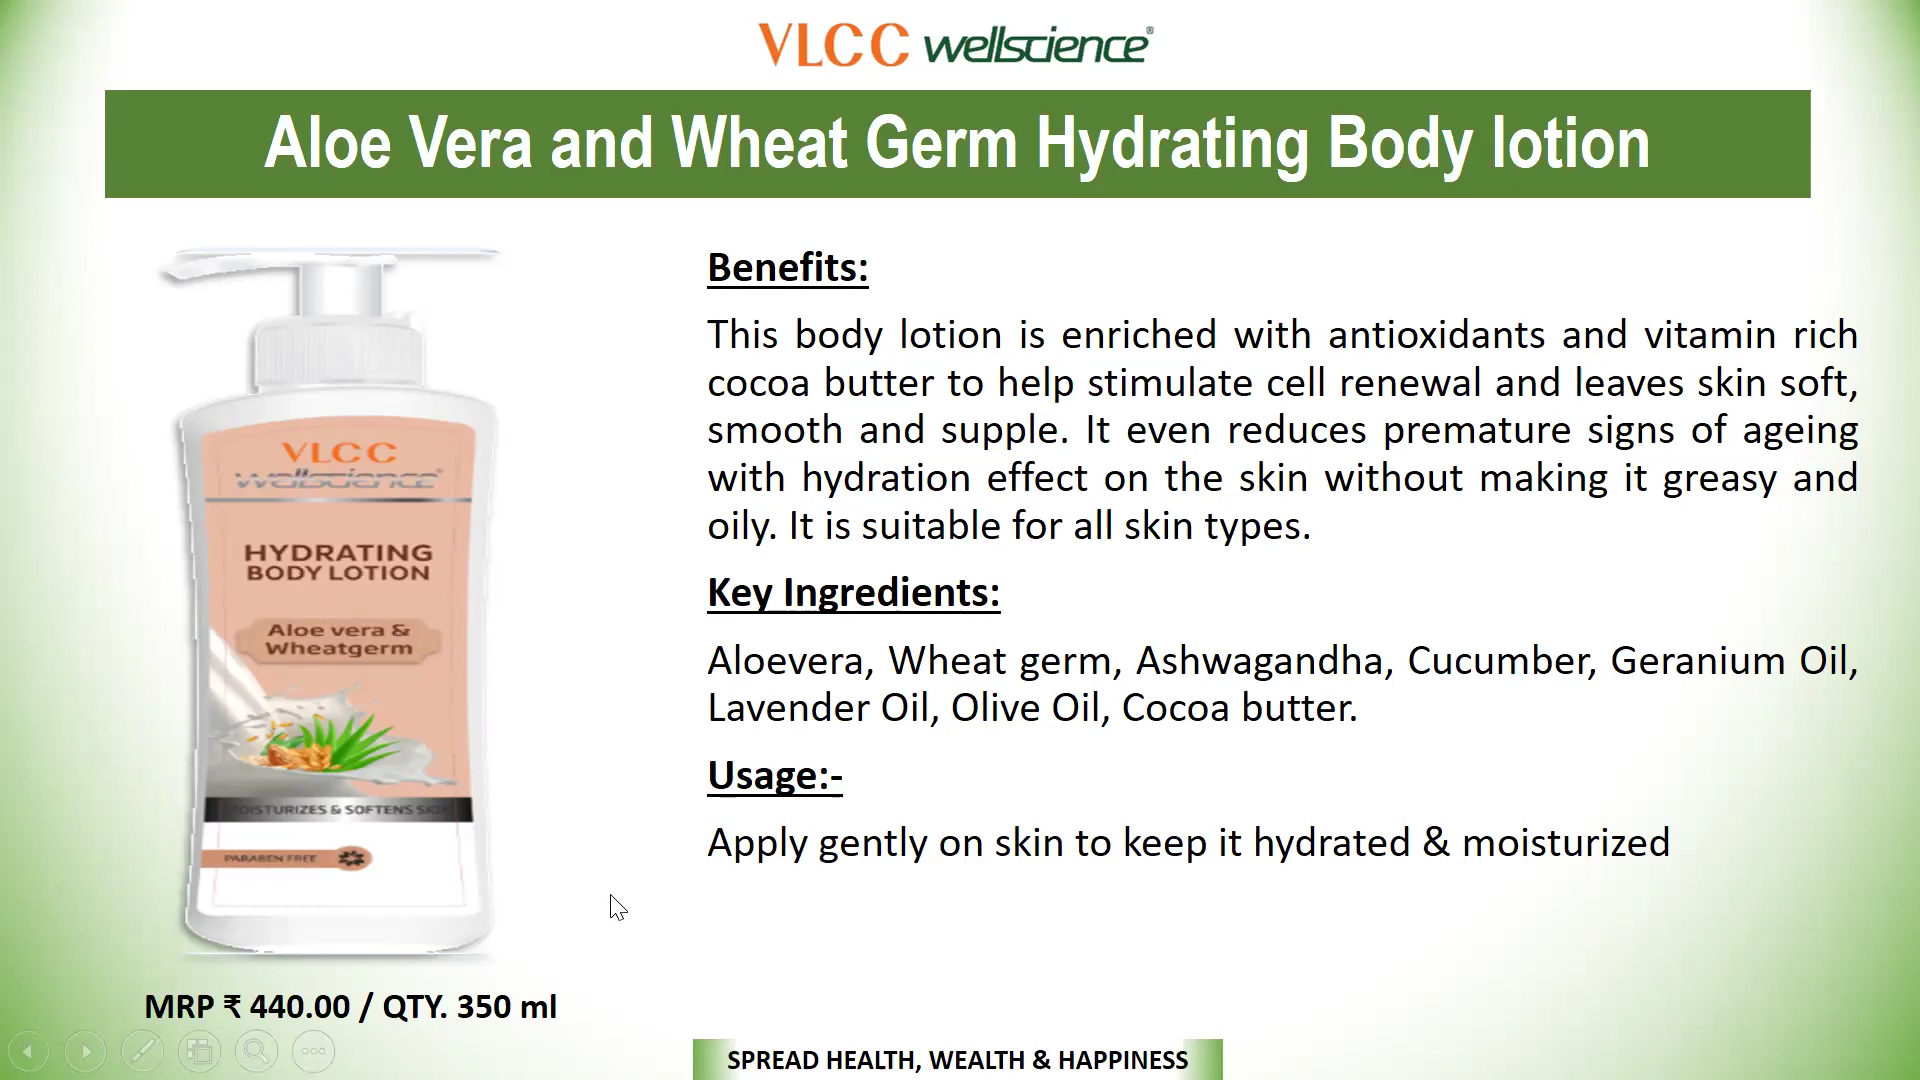 VLCC wellscience®
Aloe Vera and Wheat Germ Hydrating Body lotion
VLCC
wellscience®
HYDRATING
BODY LOTION
Aloe vera &
Wheatgerm
MOISTURIZES & SOFTENS SKIN
PARABEN FREE
MRP ₹ 440.00 / QTY. 350 ml
Benefits:
This body lotion is enriched with antioxidants and vitamin rich
cocoa butter to help stimulate cell renewal and leaves skin soft,
smooth and supple. It even reduces premature signs of ageing
with hydration effect on the skin without making it greasy and
oily. It is suitable for all skin types.
Key Ingredients:
Aloevera, Wheat germ, Ashwagandha, Cucumber, Geranium Oil,
Lavender Oil, Olive Oil, Cocoa butter.
Usage:-
Apply gently on skin to keep it hydrated & moisturized
SPREAD HEALTH, WEALTH & HAPPINESS